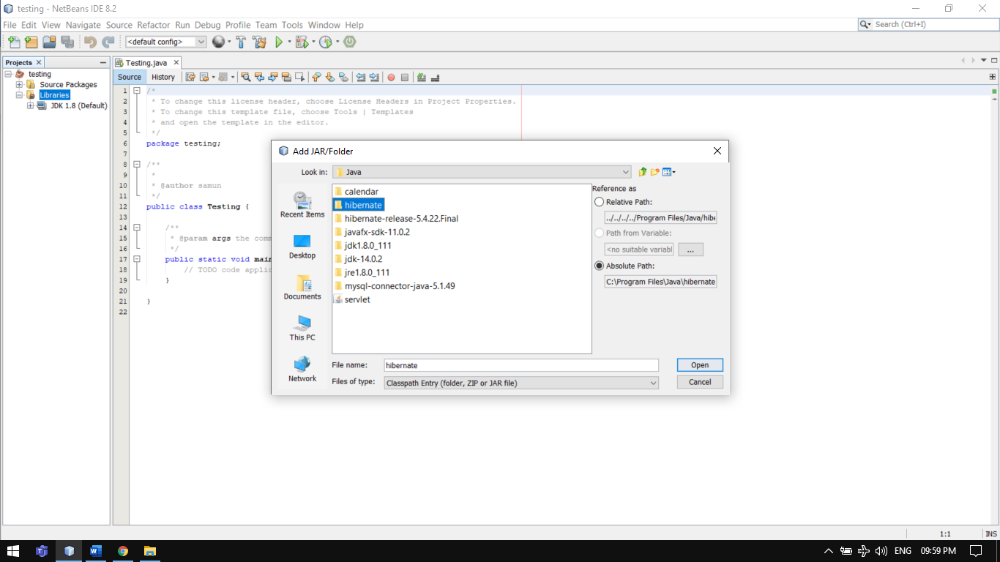 testing - NetBeans IDE 8.2
File Edit View Navigate Source Refactor Run Debug Profile Team Tools Window Help
Search (Ctrl+I)
<default config>
Projects
testing
Source Packages
Libraries
JDK 1.8 (Default)
Testing.java
Source History
1 /*
2 * To change this license header, choose License Headers in Project Properties.
3 * To change this template file, choose Tools | Templates
4 * and open the template in the editor.
5 */
6 package testing;
7
8 /**
9 *
10 * @author samun
11 */
12 public class Testing {
13
14 /**
15 * @param args the comm
16 */
17 public static void main
18 // TODO code applic
19 }
20
21 }
22
Add JAR/Folder
Look in: Java
Recent Items
Desktop
Documents
This PC
Network
calendar
hibernate
hibernate-release-5.4.22.Final
javafx-sdk-11.0.2
jdk1.8.0_111
jdk-14.0.2
jre1.8.0_111
mysql-connector-java-5.1.49
servlet
Reference as
Relative Path:
../../../../Program Files/Java/hibe
Path from Variable:
<no suitable variabl ...
Absolute Path:
C:\Program Files\Java\hibernate
File name: hibernate
Open
Files of type: Classpath Entry (folder, ZIP or JAR file)
Cancel
1:1 INS
ENG 09:59 PM